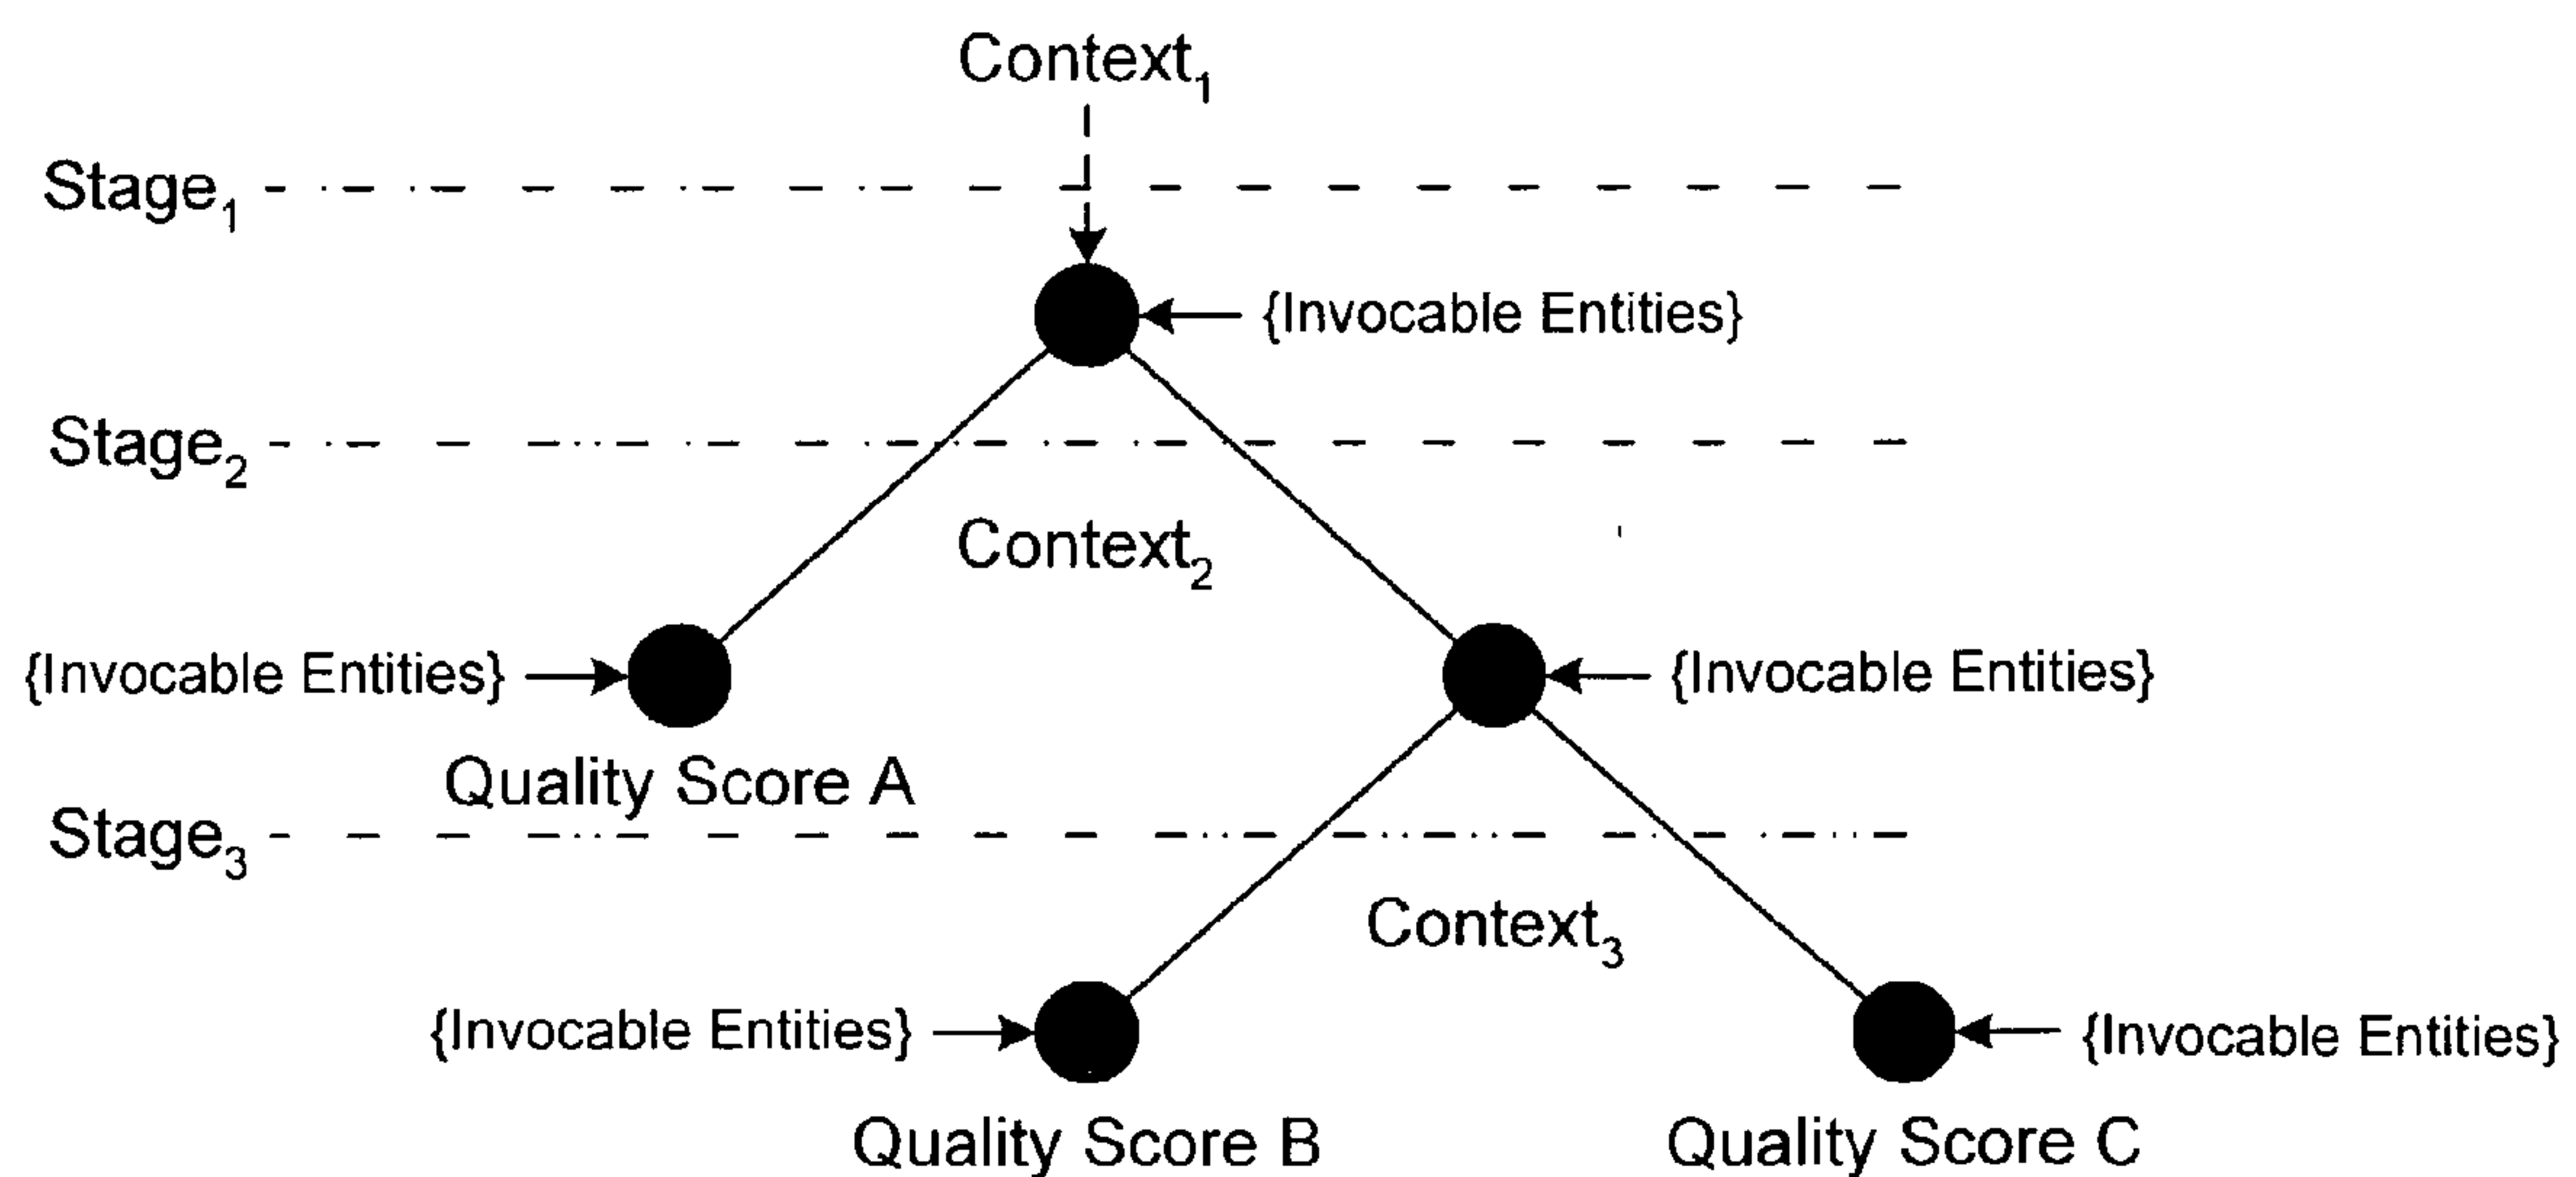 Context₁
Stage₁
{Invocable Entities}
Stage₂
Context₂
{Invocable Entities}
{Invocable Entities}
Quality Score A
Stage₃
Context₃
{Invocable Entities}
{Invocable Entities}
Quality Score B
Quality Score C